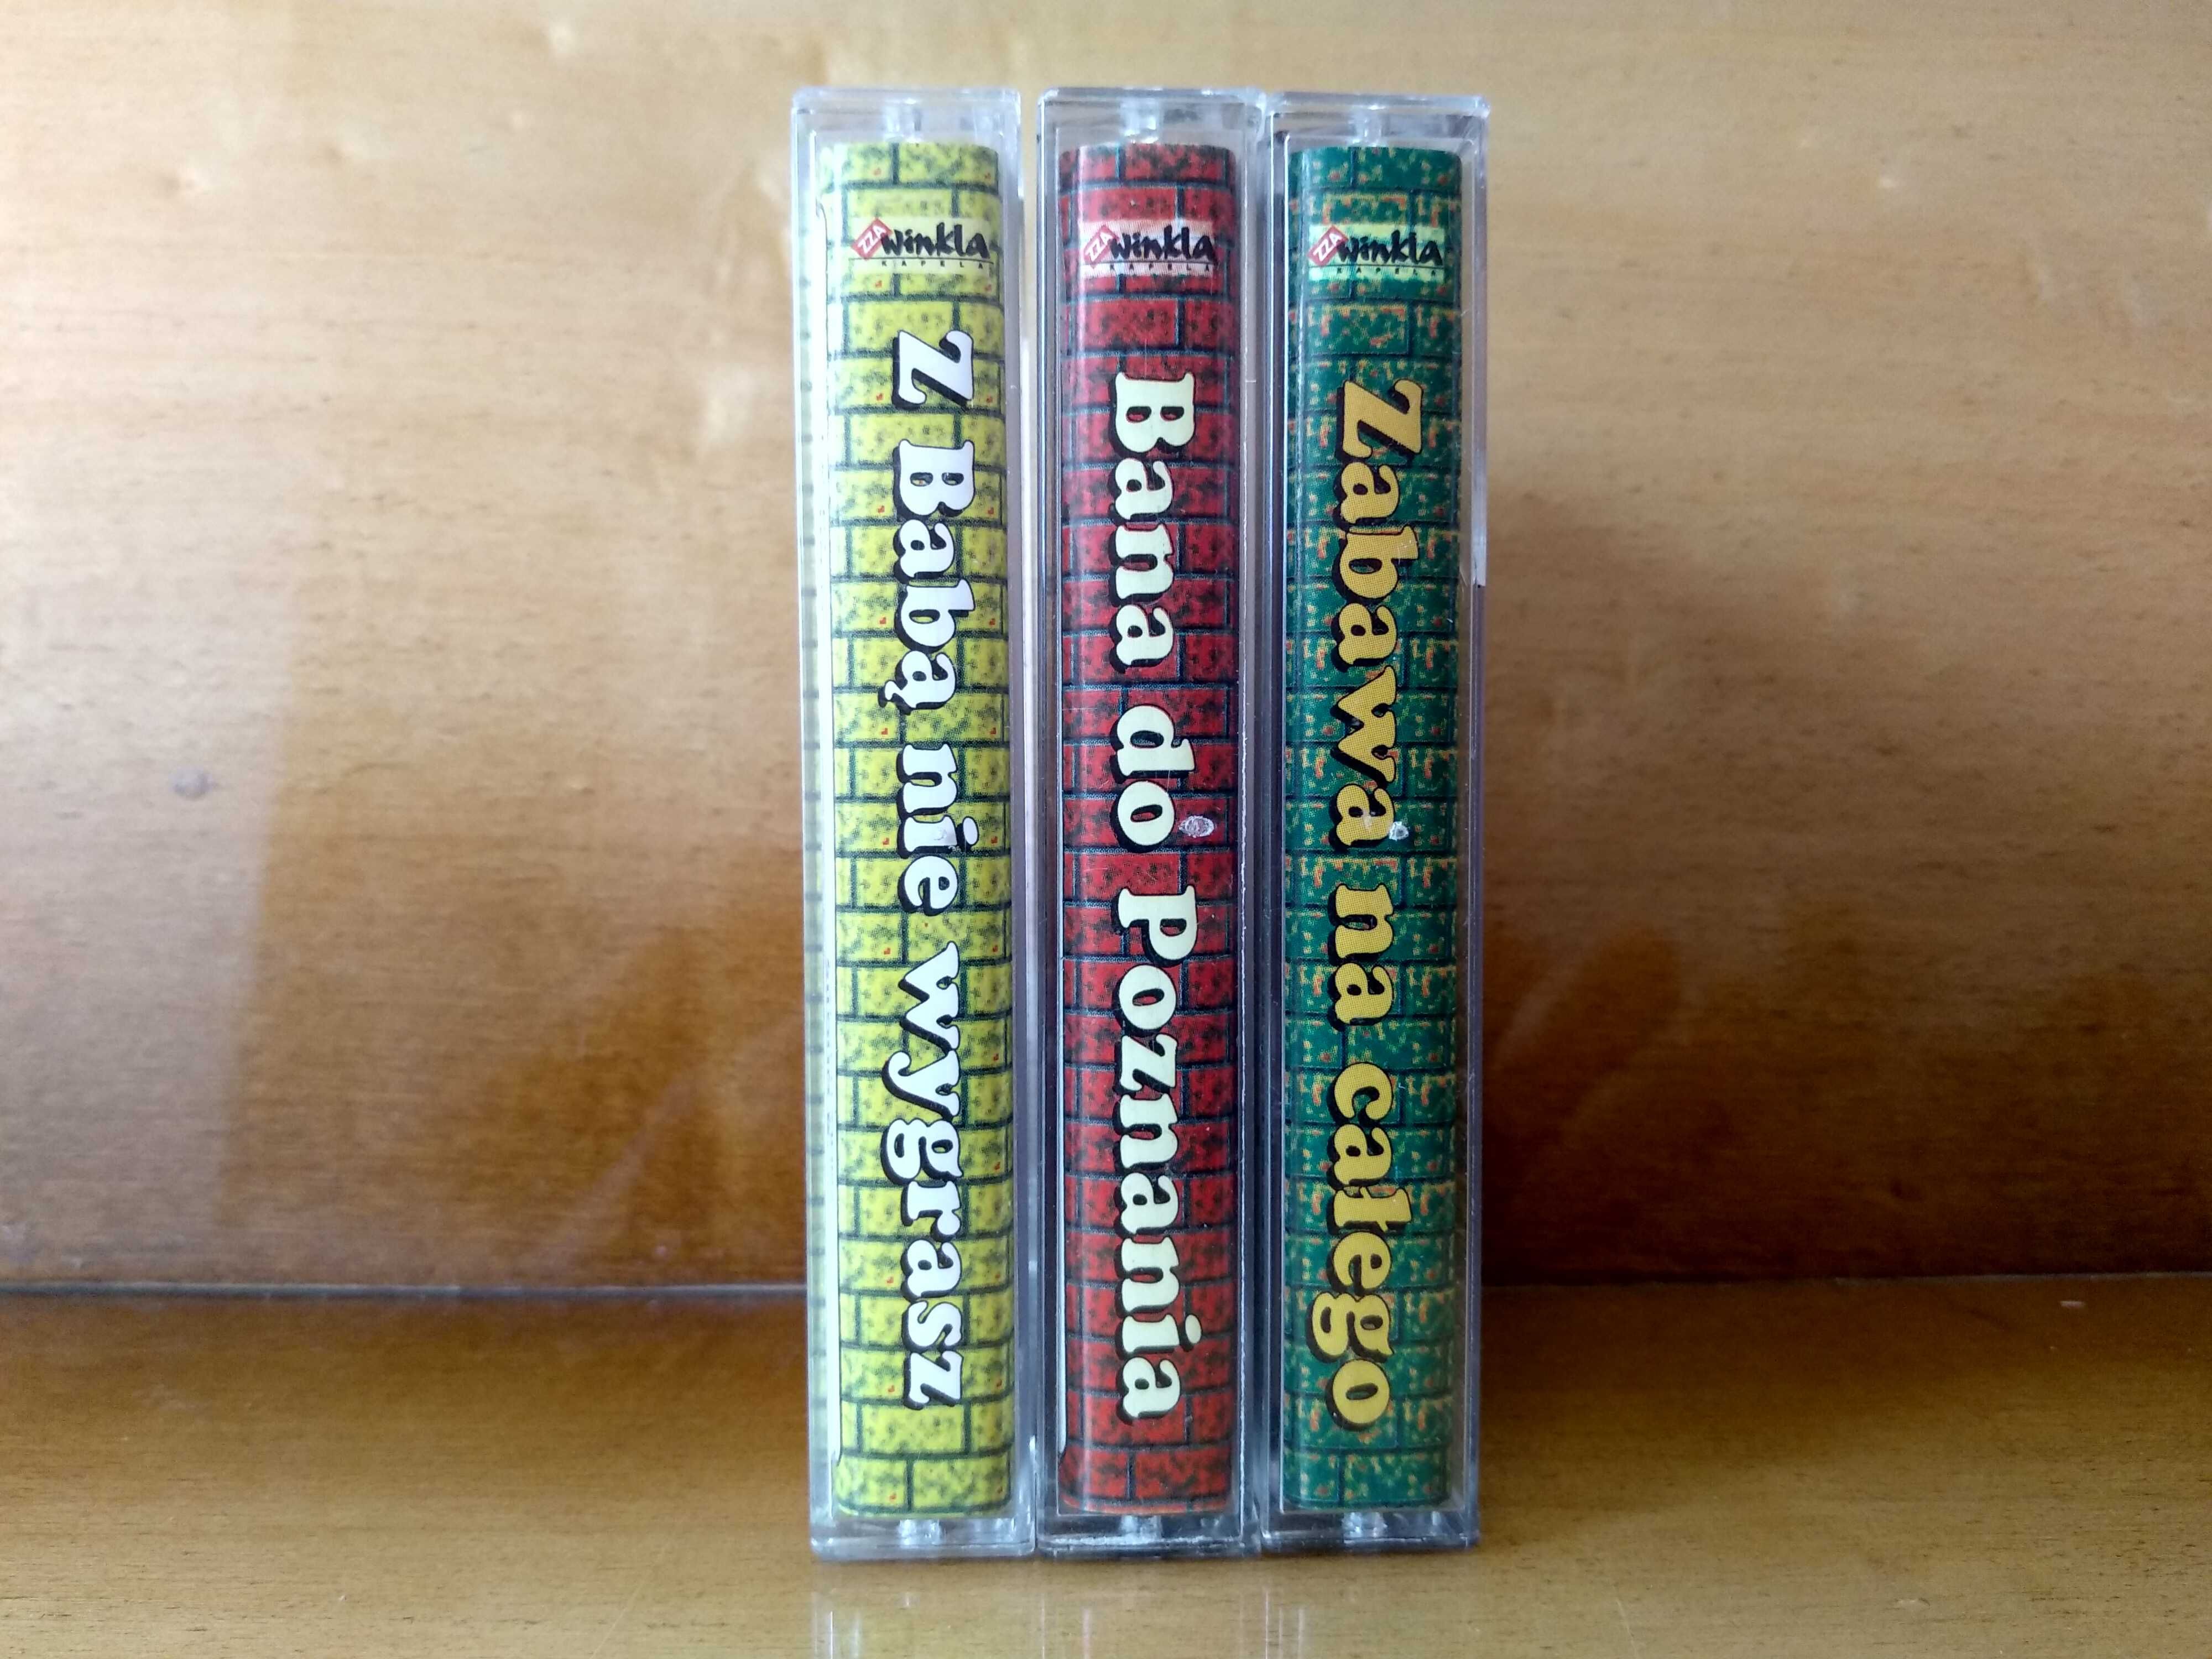 ZZA winkla
KAPELA
Z Babą nie wygrasz
ZZA winkla
KAPELA
Bana do Poznania
ZZA winkla
KAPELA
Zabawa na całego